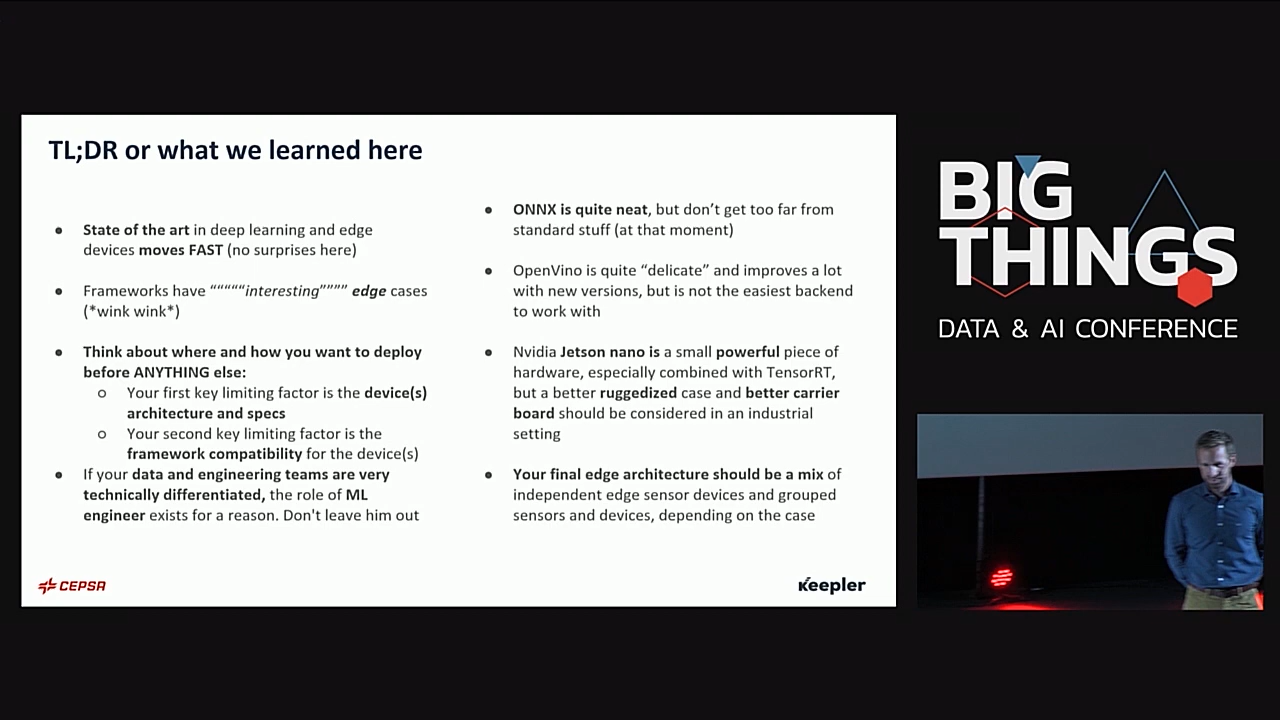 TL;DR or what we learned here
State of the art in deep learning and edge
devices moves FAST (no surprises here)
Frameworks have “““““interesting”””” edge cases
(*wink wink*)
Think about where and how you want to deploy
before ANYTHING else:
Your first key limiting factor is the device(s)
architecture and specs
Your second key limiting factor is the
framework compatibility for the device(s)
If your data and engineering teams are very
technically differentiated, the role of ML
engineer exists for a reason. Don't leave him out
ONNX is quite neat, but don’t get too far from
standard stuff (at that moment)
OpenVino is quite “delicate” and improves a lot
with new versions, but is not the easiest backend
to work with
Nvidia Jetson nano is a small powerful piece of
hardware, especially combined with TensorRT,
but a better ruggedized case and better carrier
board should be considered in an industrial
setting
Your final edge architecture should be a mix of
independent edge sensor devices and grouped
sensors and devices, depending on the case
CEPSA
Keepler
BIG
THINGS
DATA & AI CONFERENCE